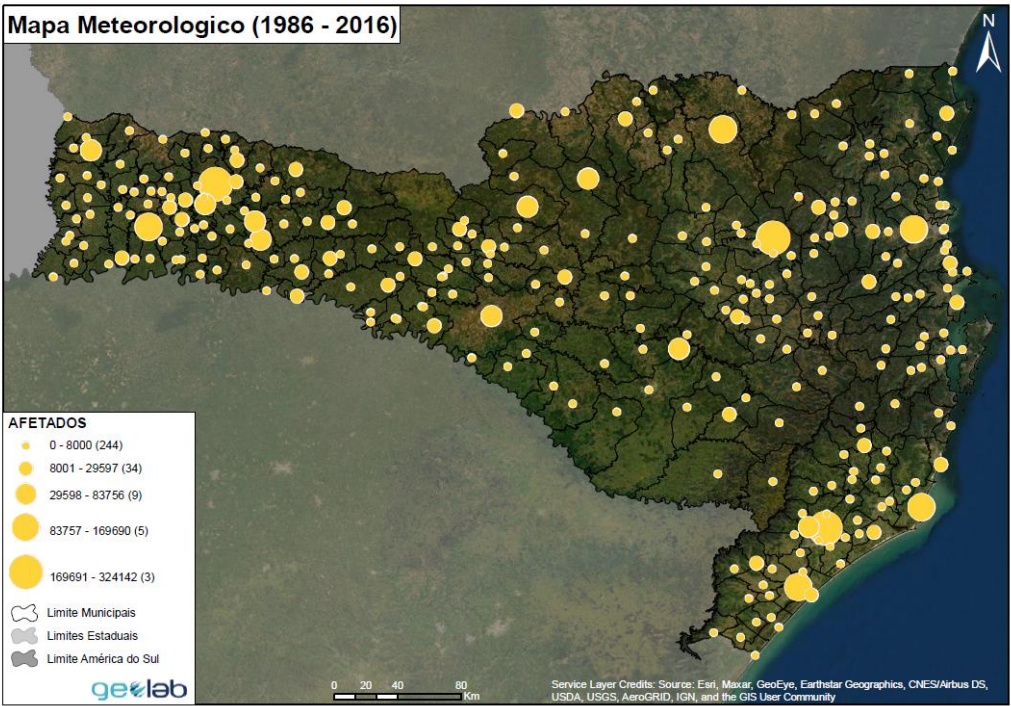 Mapa Meteorologico (1986 - 2016)
N
AFETADOS
0 - 8000 (244)
8001 - 29597 (34)
29598 - 83756 (9)
83757 - 169690 (5)
169691 - 324142 (3)
Limite Municipais
Limites Estaduais
Limite América do Sul
geolab
0 20 40 80
Km
Service Layer Credits: Source: Esri, Maxar, GeoEye, Earthstar Geographics, CNES/Airbus DS,
USDA, USGS, AeroGRID, IGN, and the GIS User Community